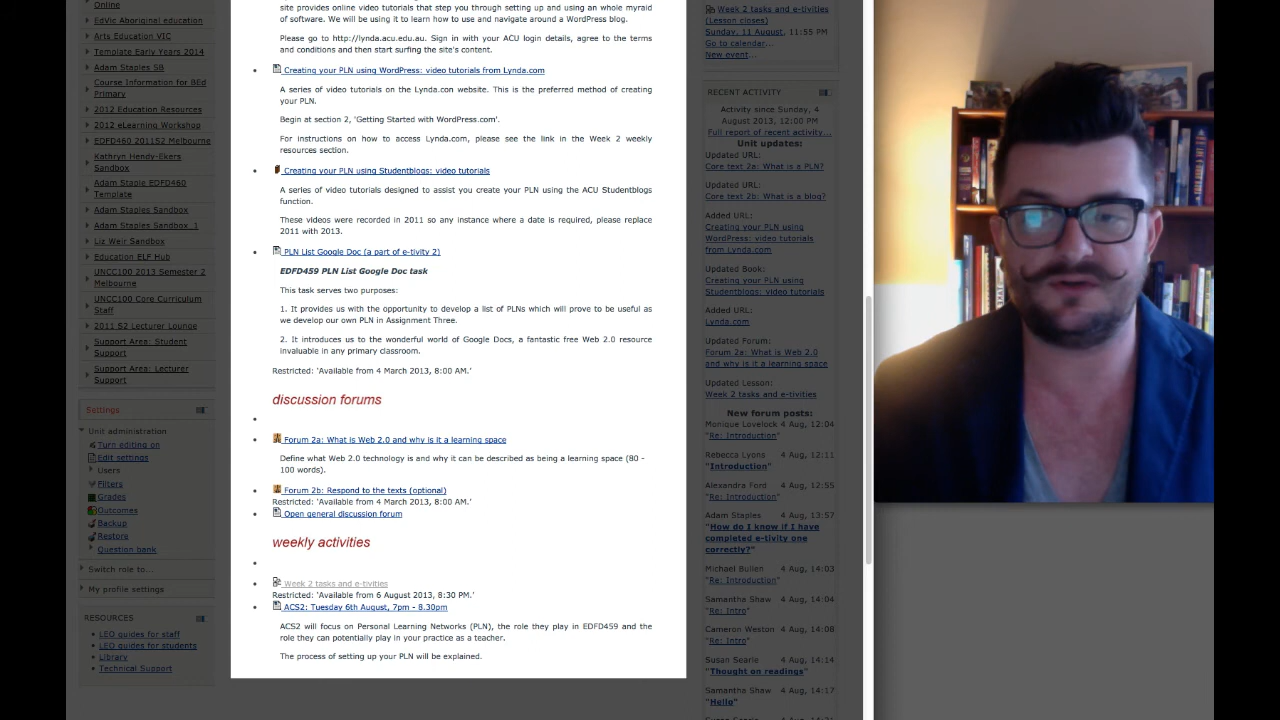 Online
EdVic Aboriginal education
Arts Education VIC
Template Early Years 2014
Adam Staples SB
Course Information for BEd
Primary
2012 Education Resources
2012 eLearning Workshop
EDFD460 2011S2 Melbourne
Kathryn Hendy-Ekers
Sandbox
Adam Staple EDFD460
Template
Adam Staples Sandbox
Adam Staples Sandbox_1
Liz Weir Sandbox
Education ELF Hub
UNCC100 2013 Semester 2
Melbourne
UNCC100 Core Curriculum
Staff
2011 S2 Lecturer Lounge
Support Area: Student
Support
Support Area: Lecturer
Support
Settings
Unit administration
Turn editing on
Edit settings
Users
Filters
Grades
Outcomes
Backup
Restore
Question bank
Switch role to...
My profile settings
RESOURCES
LEO guides for staff
LEO guides for students
Library
Technical Support
site provides online video tutorials that step you through setting up and using an whole myraid
of software. We will be using it to learn how to use and navigate around a WordPress blog.
Please go to http://lynda.acu.edu.au. Sign in with your ACU login details, agree to the terms
and conditions and then start surfing the site's content.
Creating your PLN using WordPress: video tutorials from Lynda.com
A series of video tutorials on the Lynda.con website. This is the preferred method of creating
your PLN.
Begin at section 2, 'Getting Started with WordPress.com'.
For instructions on how to access Lynda.com, please see the link in the Week 2 weekly
resources section.
Creating your PLN using Studentblogs: video tutorials
A series of video tutorials designed to assist you create your PLN using the ACU Studentblogs
function.
These videos were recorded in 2011 so any instance where a date is required, please replace
2011 with 2013.
PLN List Google Doc (a part of e-tivity 2)
EDFD459 PLN List Google Doc task
This task serves two purposes:
1. It provides us with the opportunity to develop a list of PLNs which will prove to be useful as
we develop our own PLN in Assignment Three.
2. It introduces us to the wonderful world of Google Docs, a fantastic free Web 2.0 resource
invaluable in any primary classroom.
Restricted: 'Available from 4 March 2013, 8:00 AM.'
discussion forums
Forum 2a: What is Web 2.0 and why is it a learning space
Define what Web 2.0 technology is and why it can be described as being a learning space (80 -
100 words).
Forum 2b: Respond to the texts (optional)
Restricted: 'Available from 4 March 2013, 8:00 AM.'
Open general discussion forum
weekly activities
Week 2 tasks and e-tivities
Restricted: 'Available from 6 August 2013, 8:30 PM.'
ACS2: Tuesday 6th August, 7pm - 8.30pm
ACS2 will focus on Personal Learning Networks (PLN), the role they play in EDFD459 and the
role they can potentially play in your practice as a teacher.
The process of setting up your PLN will be explained.
Week 2 tasks and e-tivities
(Lesson closes)
Sunday, 11 August, 11:55 PM
Go to calendar...
New event...
RECENT ACTIVITY
Activity since Sunday, 4
August 2013, 12:00 PM
Full report of recent activity...
Unit updates:
Updated URL:
Core text 2a: What is a PLN?
Updated URL:
Core text 2b: What is a blog?
Added URL:
Creating your PLN using
WordPress: video tutorials
from Lynda.com
Updated Book:
Creating your PLN using
Studentblogs: video tutorials
Added URL:
Lynda.com
Updated Forum:
Forum 2a: What is Web 2.0
and why is it a learning space
Updated Lesson:
Week 2 tasks and e-tivities
New forum posts:
Monique Lovelock 4 Aug, 12:04
"Re: Introduction"
Rebecca Lyons 4 Aug, 12:11
"Introduction"
Alexandra Ford 4 Aug, 12:55
"Re: Introduction"
Adam Staples 4 Aug, 13:57
"How do I know if I have
completed e-tivity one
correctly?"
Michael Bullen 4 Aug, 14:03
"Re: Introduction"
Samantha Shaw 4 Aug, 14:04
"Re: Intro"
Cameron Weston 4 Aug, 14:08
"Re: Intro"
Susan Searle 4 Aug, 14:14
"Thought on readings"
Samantha Shaw 4 Aug, 14:17
"Hello"